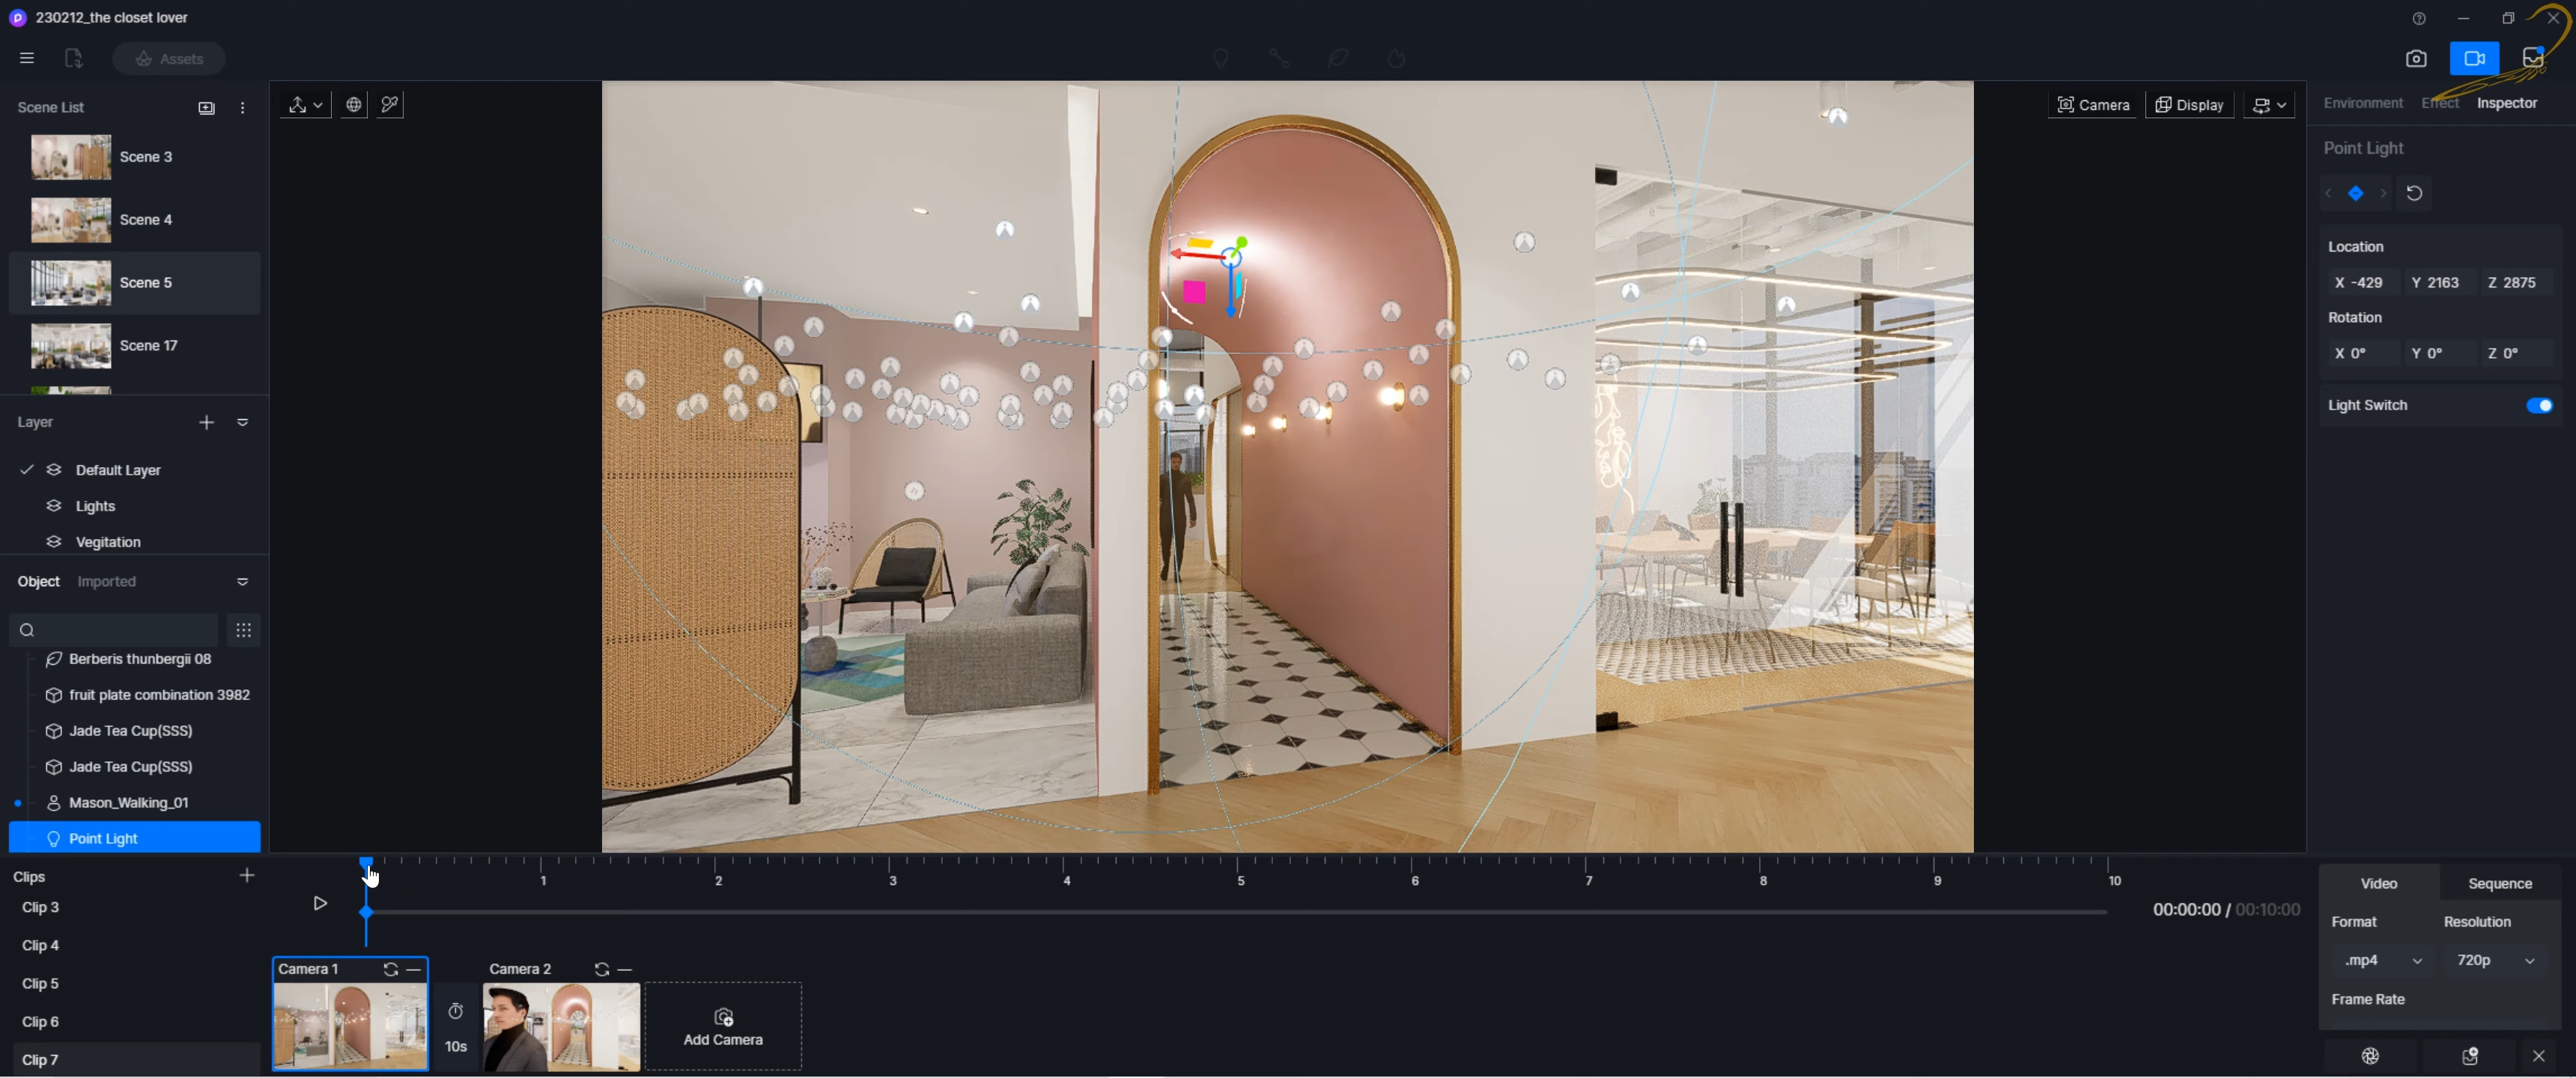 230212_the closet lover
Assets
Scene List
Camera
Display
Environment
Effect
Inspector
Scene 3
Scene 4
Scene 5
Scene 17
Point Light
Location
X -429
Y 2163
Z 2875
Rotation
X 0°
Y 0°
Z 0°
Light Switch
Layer
Default Layer
Lights
Vegitation
Object
Imported
Berberis thunbergii 08
fruit plate combination 3982
Jade Tea Cup(SSS)
Jade Tea Cup(SSS)
Mason_Walking_01
Point Light
Clips
Clip 3
Clip 4
Clip 5
Clip 6
Clip 7
1 2 3 4 5 6 7 8 9 10
00:00:00 / 00:10:00
Camera 1
10s
Camera 2
Add Camera
Video
Sequence
Format
Resolution
.mp4
720p
Frame Rate